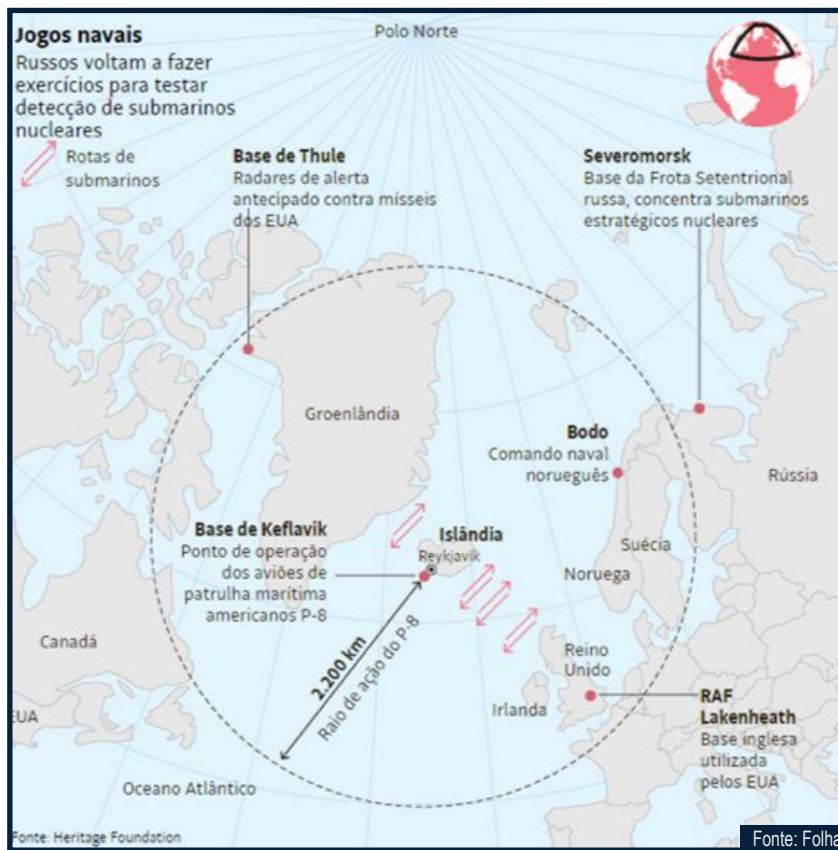 Jogos navais
Russos voltam a fazer
exercícios para testar
detecção de submarinos
nucleares
Rotas de
submarinos
Polo Norte
Base de Thule
Radares de alerta
antecipado contra mísseis
dos EUA
Severomorsk
Base da Frota Setentrional
russa, concentra submarinos
estratégicos nucleares
Groenlândia
Bodo
Comando naval
norueguês
Rússia
Base de Keflavik
Ponto de operação
dos aviões de
patrulha marítima
americanos P-8
Islândia
Reykjavik
Suécia
Noruega
Canadá
2.200 km
Raio de ação do P-8
Reino
Unido
Irlanda
RAF
Lakenheath
Base inglesa
utilizada
pelos EUA
EUA
Oceano Atlântico
Fonte: Heritage Foundation
Fonte: Folha